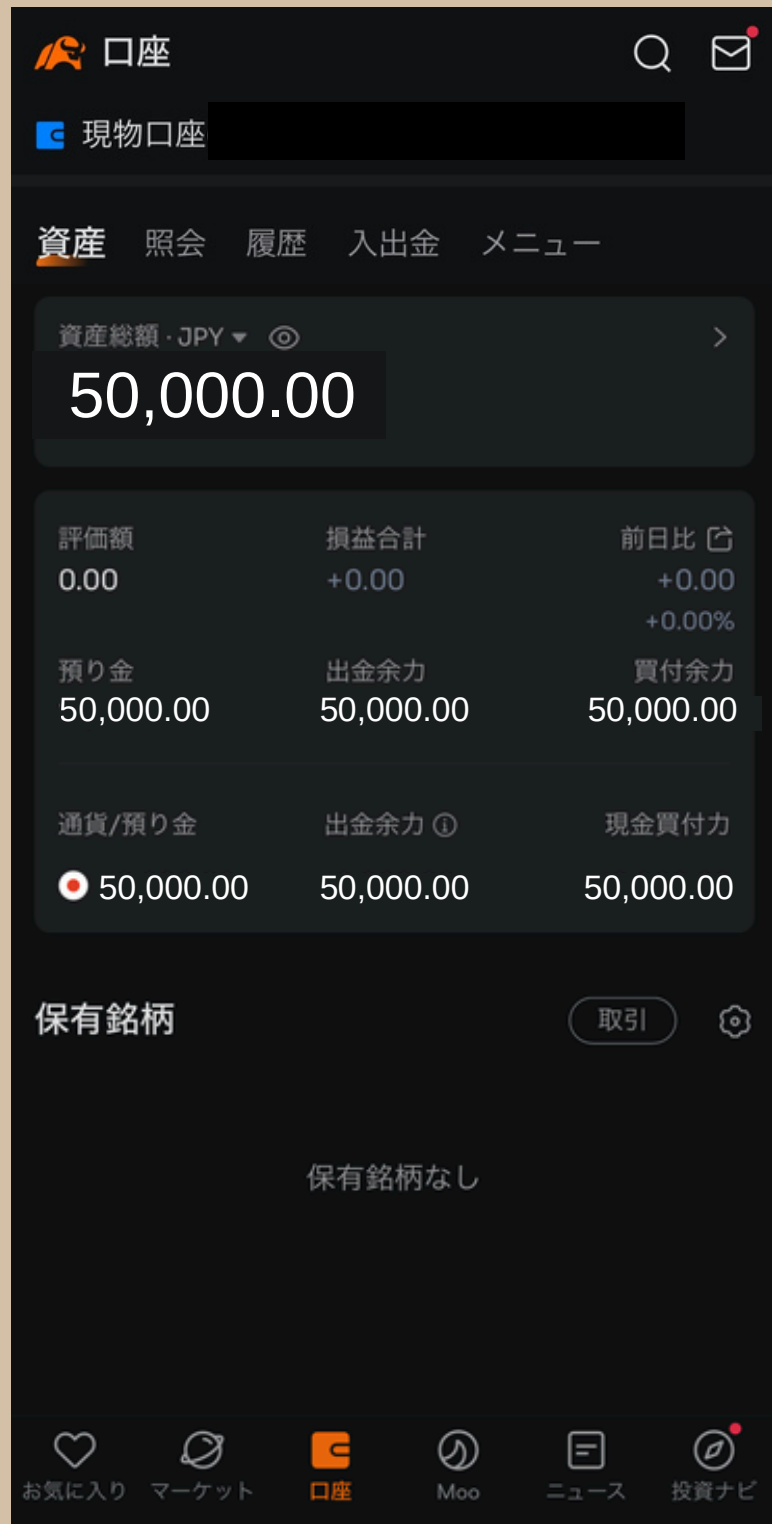 口座
現物口座
資産 照会 履歴 入出金 メニュー
資産総額・JPY
50,000.00
評価額 損益合計 前日比
0.00 +0.00 +0.00
+0.00%
預り金 出金余力 買付余力
50,000.00 50,000.00 50,000.00
通貨/預り金 出金余力 現金買付力
50,000.00 50,000.00 50,000.00
保有銘柄 取引
保有銘柄なし
お気に入り マーケット 口座 Moo ニュース 投資ナビ